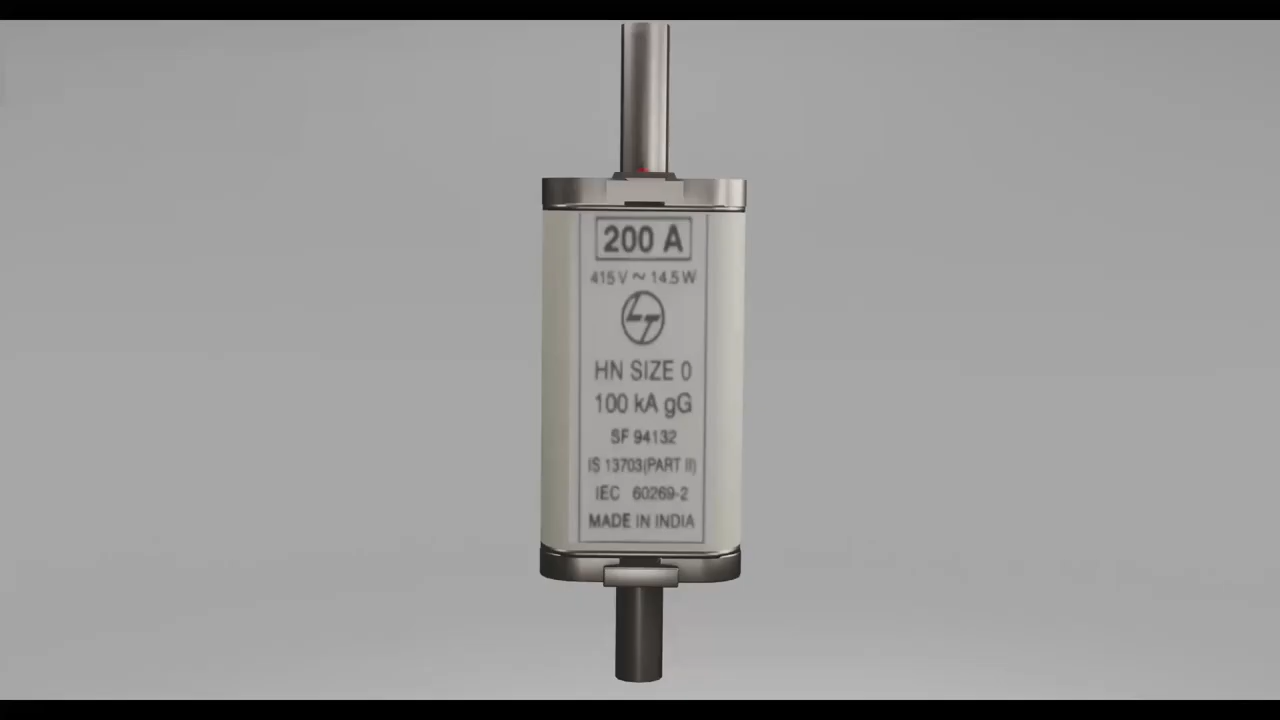 200 A
415 V ~ 14.5 W
LT
HN SIZE 0
100 kA gG
SF 94132
IS 13703(PART II)
IEC 60269-2
MADE IN INDIA